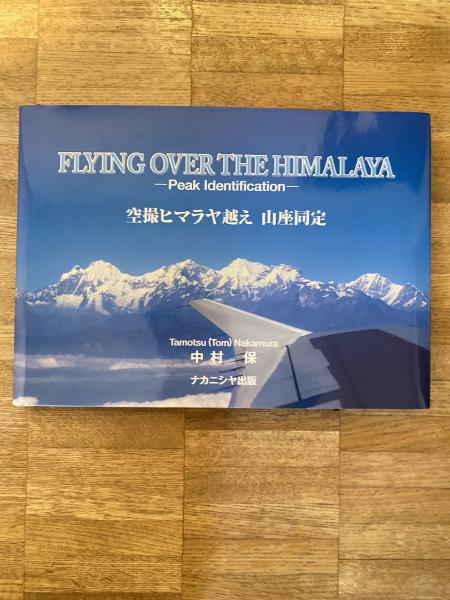 FLYING OVER THE HIMALAYA
—Peak Identification—
空撮ヒマラヤ越え 山座同定
Tamotsu (Tom) Nakamura
中村 保
ナカニシヤ出版